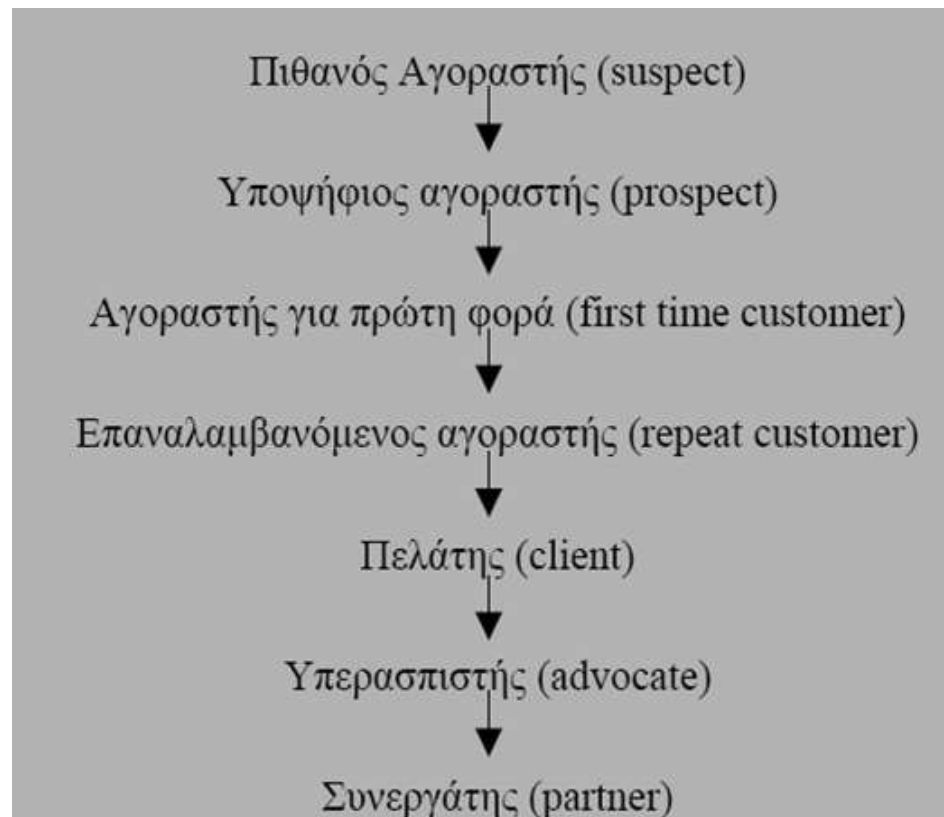 Πιθανός Αγοραστής (suspect)
Υποψήφιος αγοραστής (prospect)
Αγοραστής για πρώτη φορά (first time customer)
Επαναλαμβανόμενος αγοραστής (repeat customer)
Πελάτης (client)
Υπερασπιστής (advocate)
Συνεργάτης (partner)